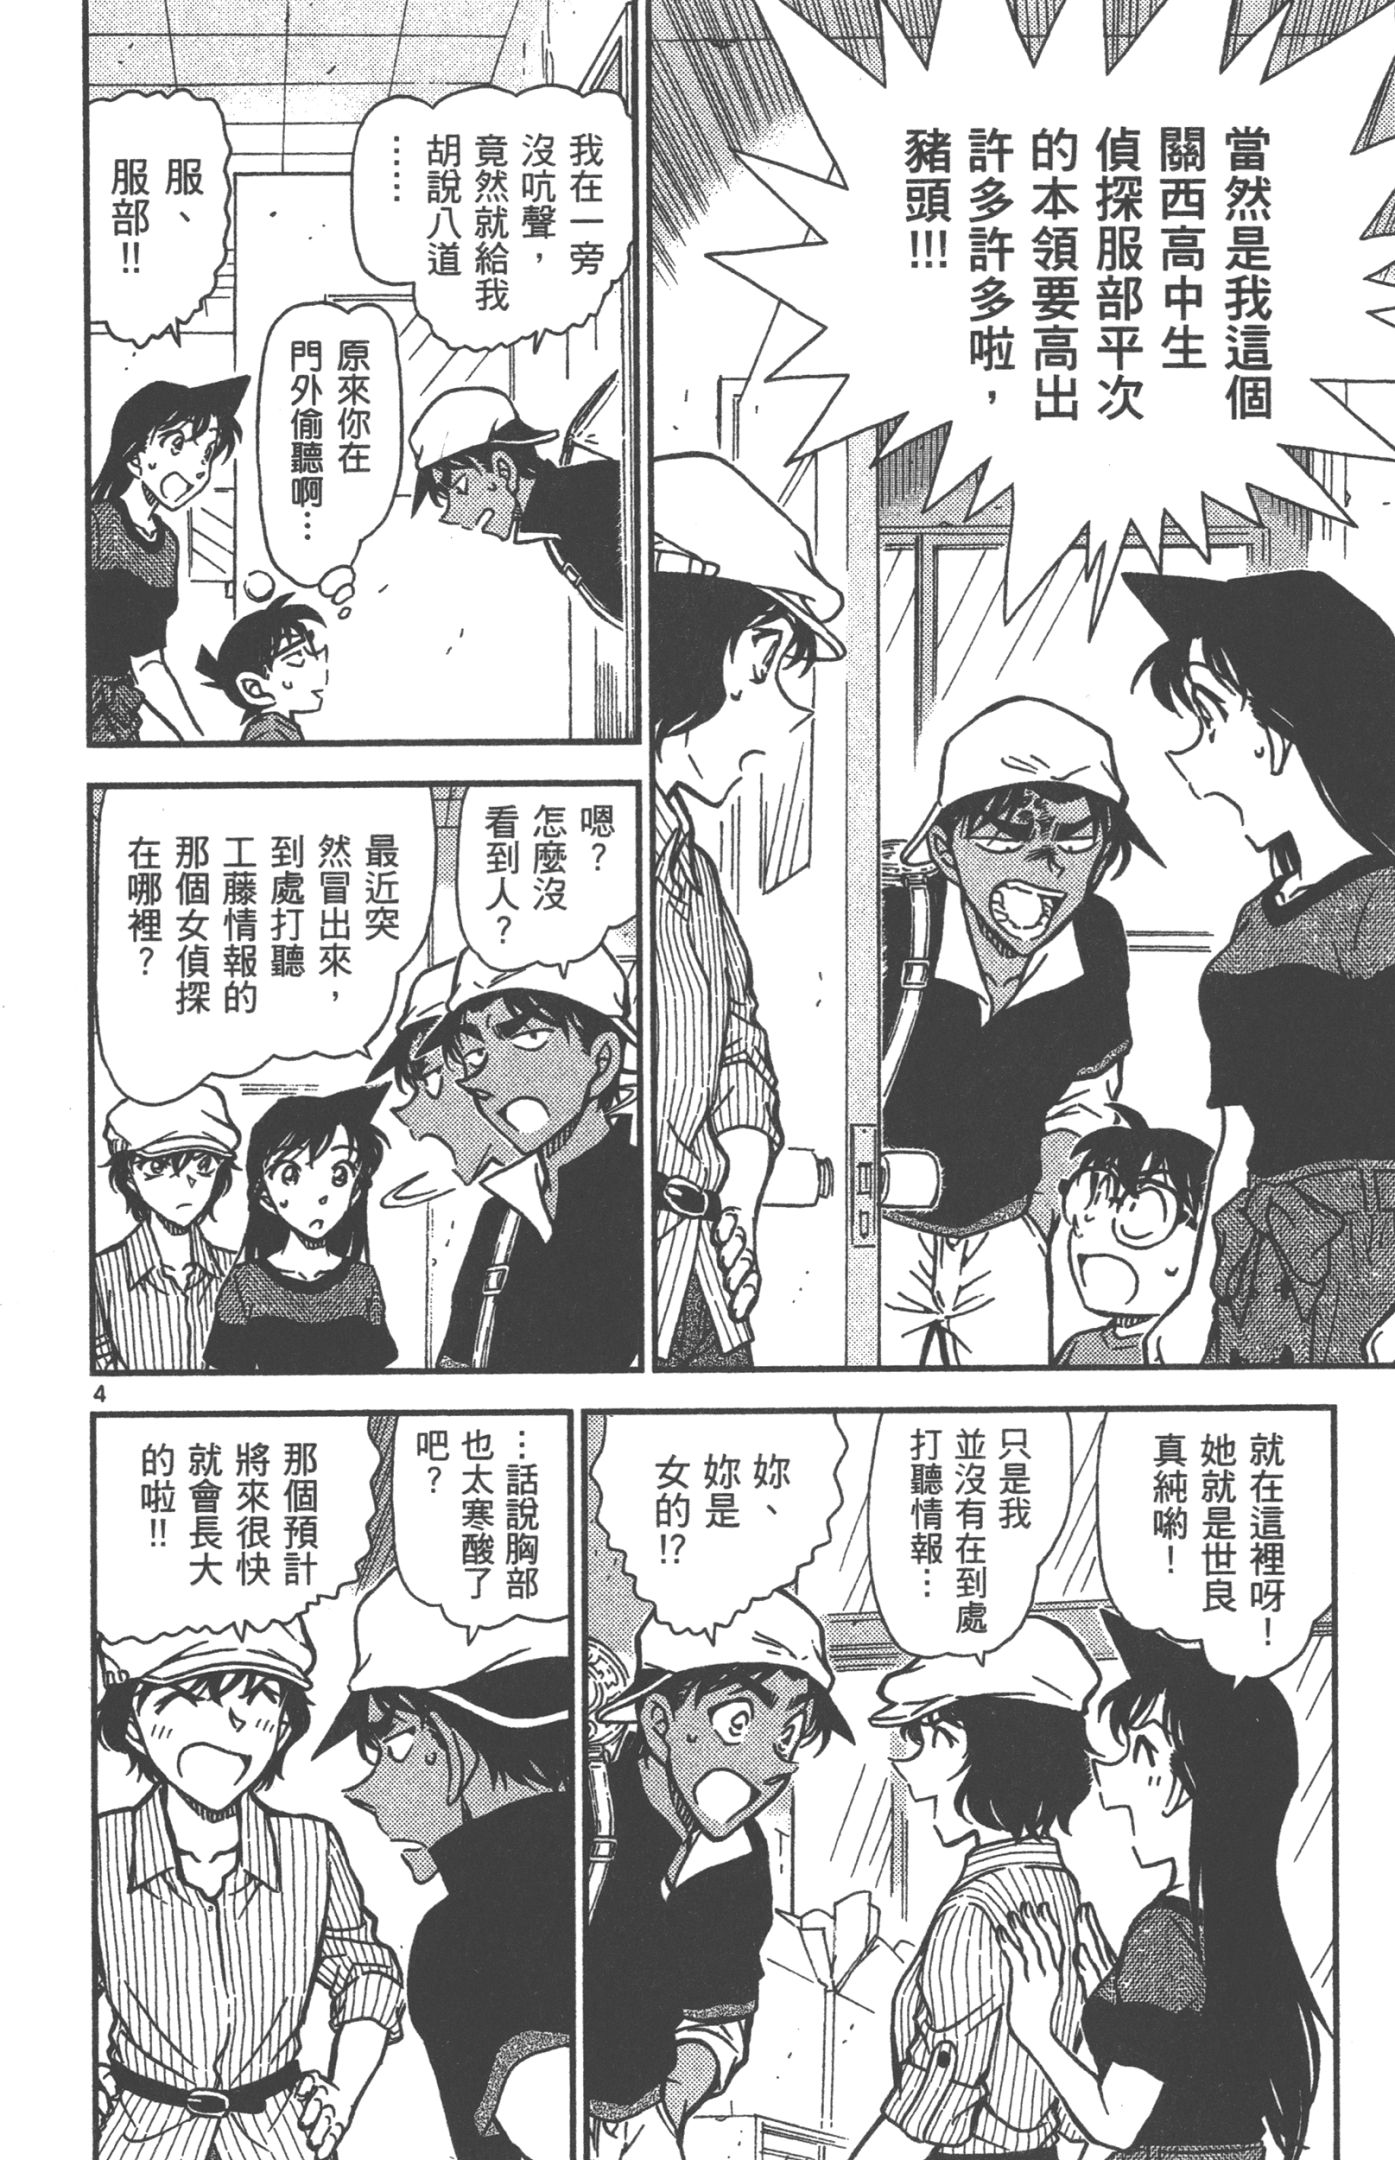 當然是我這個
關西高中生
偵探服部平次
的本領要高出
許多許多啦，
豬頭!!!
我在一旁
沒吭聲，
竟然就給我
胡說八道
……
服、
服部!!
原來你在
門外偷聽啊…
嗯？
怎麼沒
看到人？
最近突
然冒出來，
到處打聽
工藤情報的
那個女偵探
在哪裡？
4
就在這裡呀！
她就是世良
真純喲！
只是我
並沒有在到處
打聽情報…
妳、
妳是
女的!?
…話說胸部
也太寒酸了
吧？
那個預計
將來很快
就會長大
的啦!!